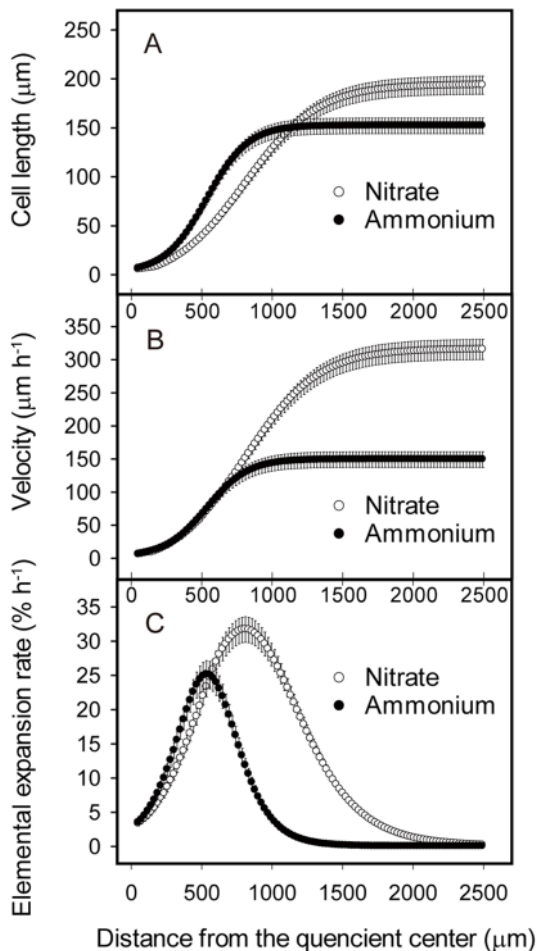 A
Cell length (μm)
250
200
150
100
50
0
Nitrate
Ammonium
0 500 1000 1500 2000 2500
B
Velocity (μm h⁻¹)
350
300
250
200
150
100
50
0
Nitrate
Ammonium
0 500 1000 1500 2000 2500
C
Elemental expansion rate (% h⁻¹)
35
30
25
20
15
10
5
0
Nitrate
Ammonium
0 500 1000 1500 2000 2500
Distance from the quencient center (μm)